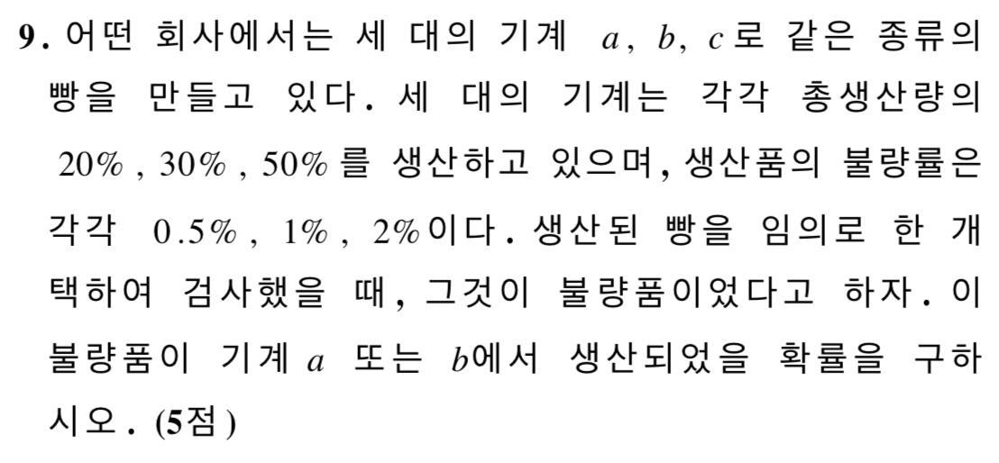 9. 어떤 회사에서는 세 대의 기계 a, b, c로 같은 종류의
빵을 만들고 있다. 세 대의 기계는 각각 총생산량의
20% , 30% , 50%를 생산하고 있으며, 생산품의 불량률은
각각 0.5% , 1% , 2%이다. 생산된 빵을 임의로 한 개
택하여 검사했을 때, 그것이 불량품이었다고 하자. 이
불량품이 기계 a 또는 b에서 생산되었을 확률을 구하
시오. (5점)